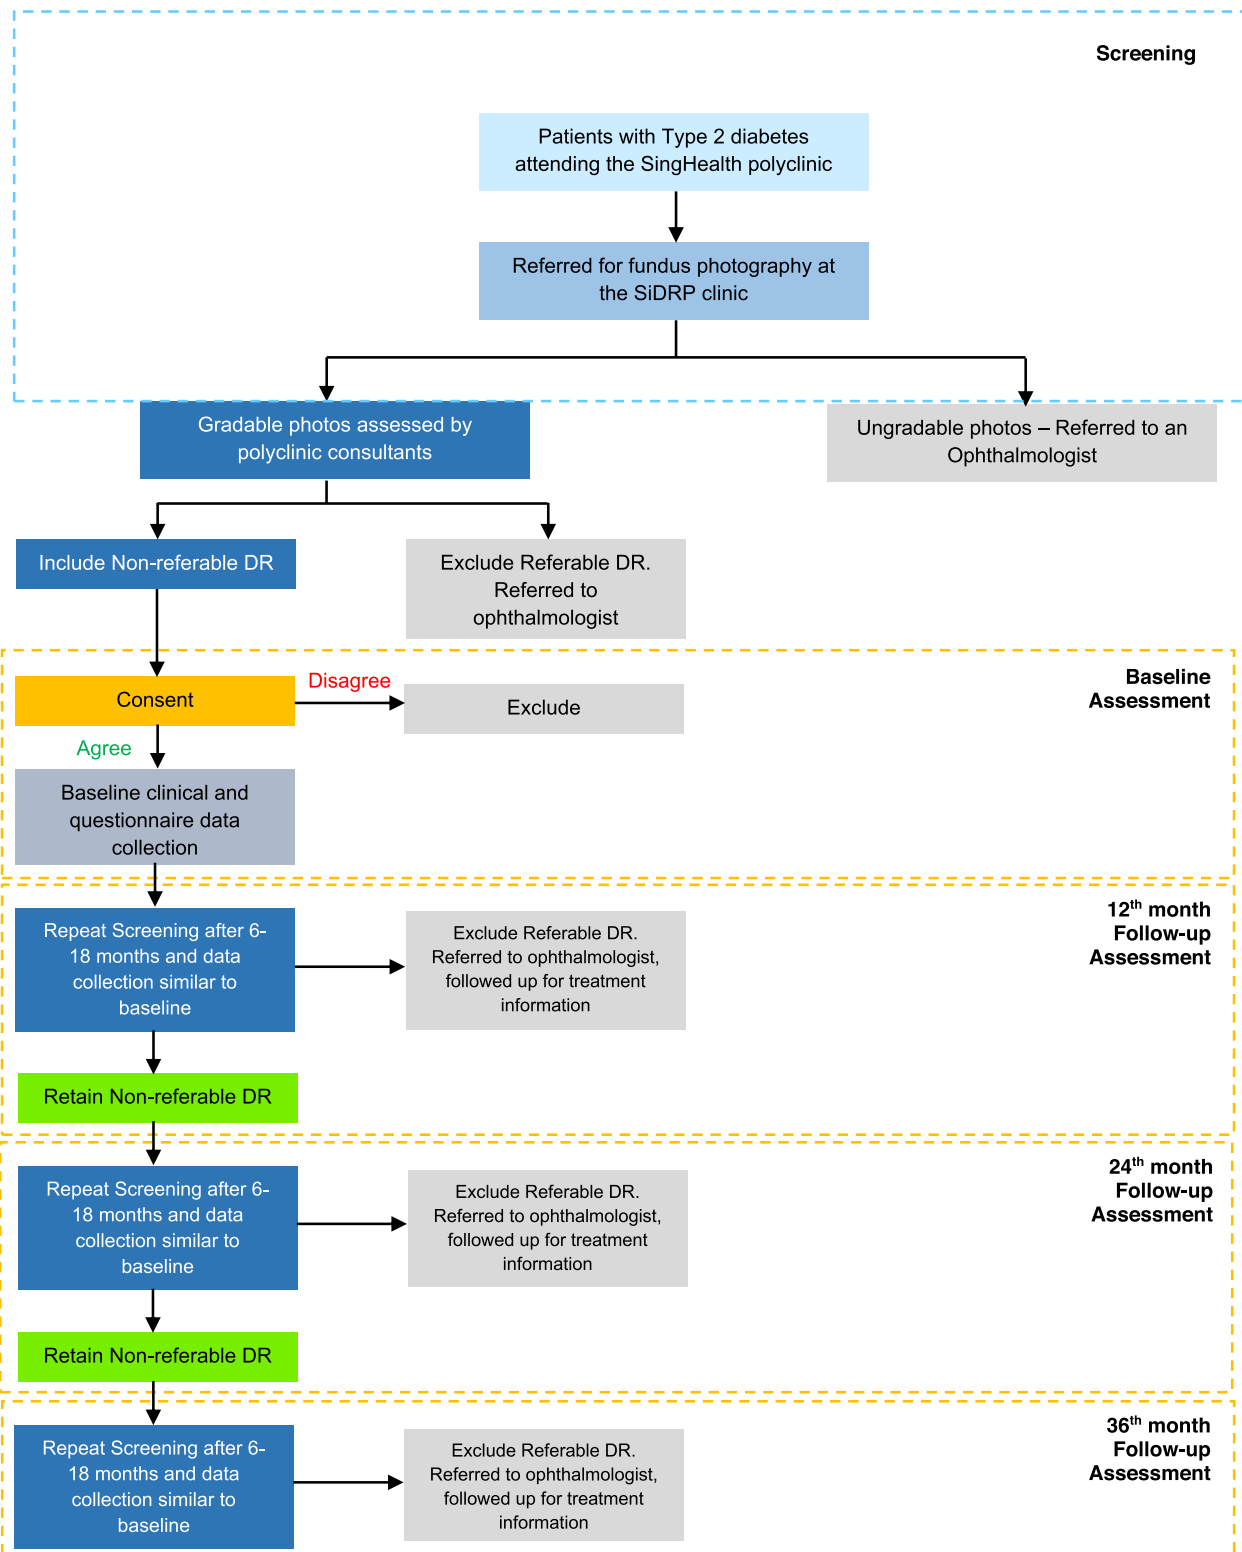 Screening
Patients with Type 2 diabetes
attending the SingHealth polyclinic
Referred for fundus photography at
the SiDRP clinic
Gradable photos assessed by
polyclinic consultants
Ungradable photos – Referred to an
Ophthalmologist
Include Non-referable DR
Exclude Referable DR.
Referred to
ophthalmologist
Baseline
Assessment
Consent
Disagree
Exclude
Agree
Baseline clinical and
questionnaire data
collection
12th month
Follow-up
Assessment
Repeat Screening after 6-
18 months and data
collection similar to
baseline
Exclude Referable DR.
Referred to ophthalmologist,
followed up for treatment
information
Retain Non-referable DR
24th month
Follow-up
Assessment
Repeat Screening after 6-
18 months and data
collection similar to
baseline
Exclude Referable DR.
Referred to ophthalmologist,
followed up for treatment
information
Retain Non-referable DR
36th month
Follow-up
Assessment
Repeat Screening after 6-
18 months and data
collection similar to
baseline
Exclude Referable DR.
Referred to ophthalmologist,
followed up for treatment
information